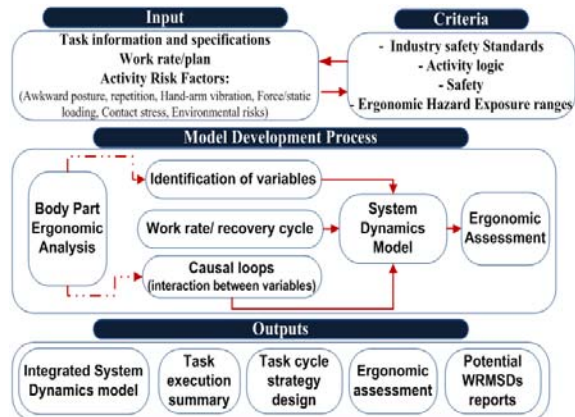 Input
Task information and specifications
Work rate/plan
Activity Risk Factors:
(Awkward posture, repetition, Hand-arm vibration, Force/static
loading, Contact stress, Environmental risks)
Criteria
- Industry safety Standards
- Activity logic
- Safety
- Ergonomic Hazard Exposure ranges
Model Development Process
Body Part
Ergonomic
Analysis
Identification of variables
Work rate/ recovery cycle
Causal loops
(interaction between variables)
System
Dynamics
Model
Ergonomic
Assessment
Outputs
Integrated System
Dynamics model
Task
execution
summary
Task cycle
strategy
design
Ergonomic
assessment
Potential
WRMSDs
reports